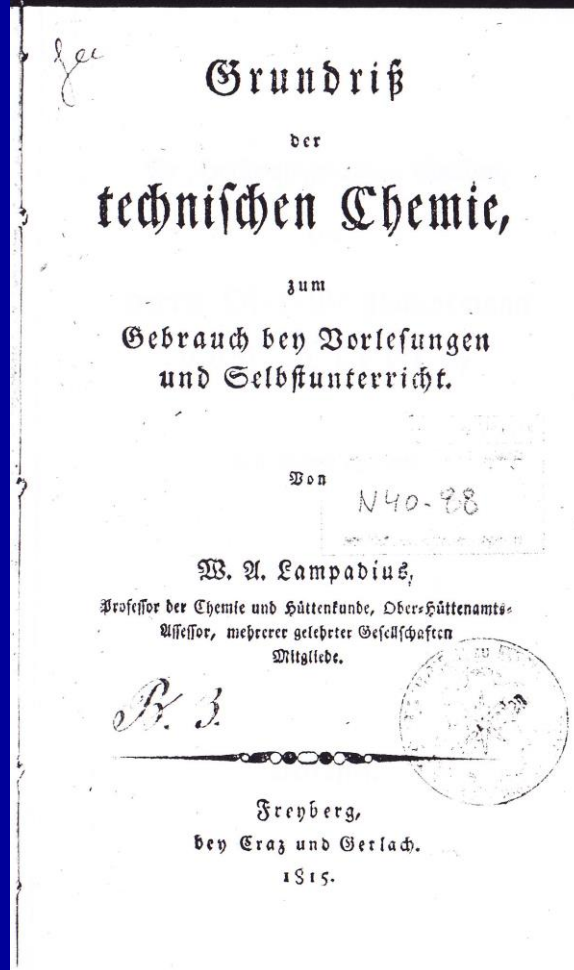 Grundriß
der
technischen Chemie,
zum
Gebrauch bey Vorlesungen
und Selbstunterricht.
Von
N40-88
W. A. Lampadius,
Professor der Chemie und Hüttenkunde, Ober-Hüttenamts-
Assessor, mehrerer gelehrter Gesellschaften
Mitgliede.
Freyberg,
bey Craz und Gerlach.
1815.